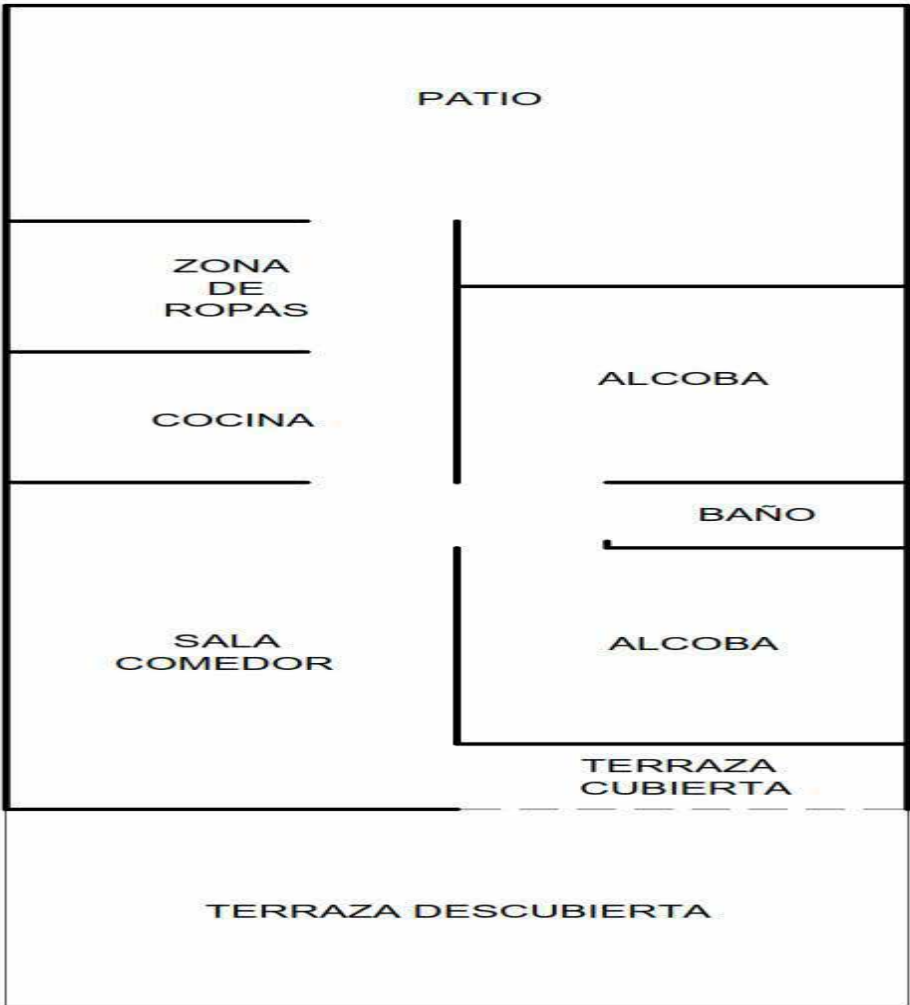 PATIO
ZONA
DE
ROPAS
ALCOBA
COCINA
BAÑO
SALA
COMEDOR
ALCOBA
TERRAZA
CUBIERTA
TERRAZA DESCUBIERTA